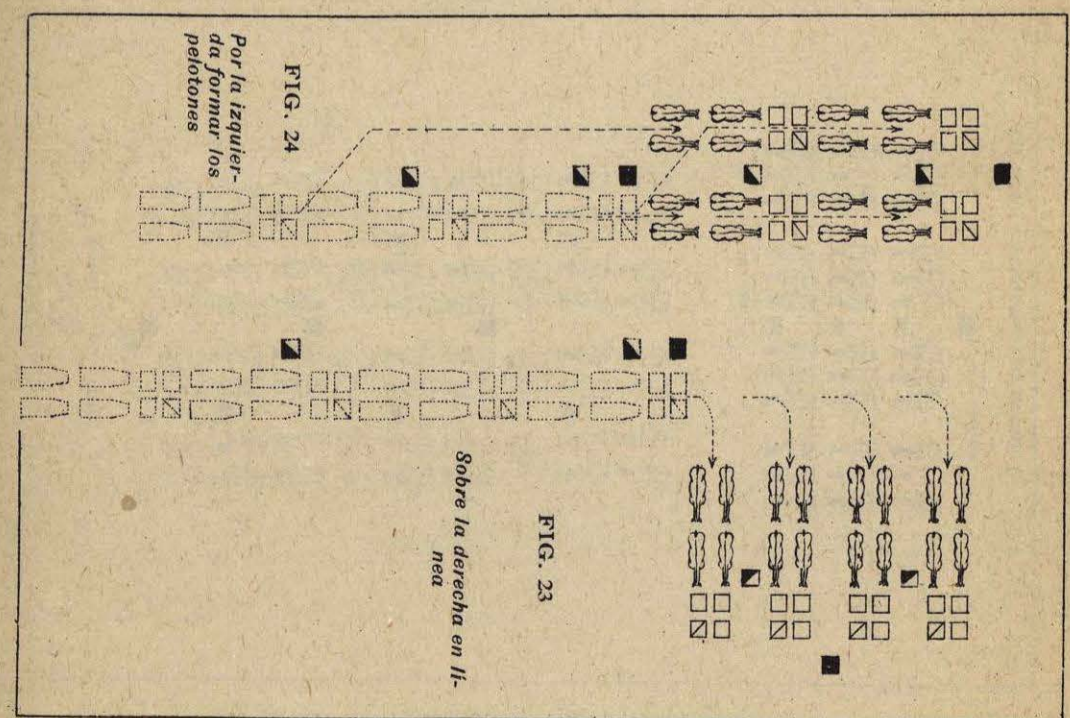 FIG. 24
Por la izquier-
da formar los
pelotones
FIG. 23
Sobre la derecha en lí-
nea